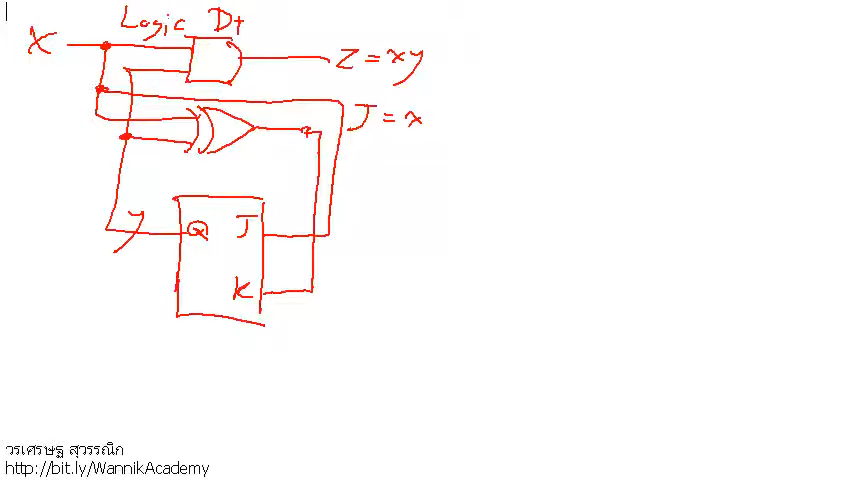 Logic Dt
X
Z = xy
J = x
y
Q J
K
วรเศรษฐ สุวรรณิก
http://bit.ly/WannikAcademy